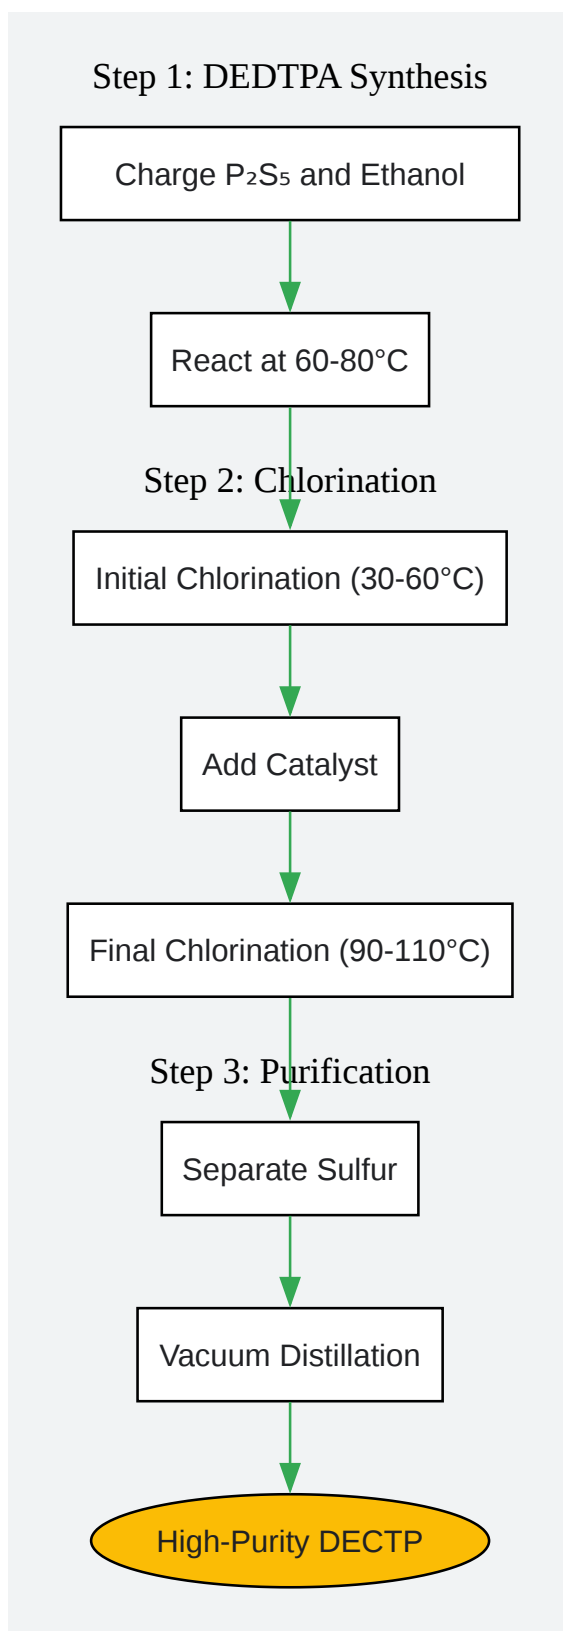 Step 1: DEDTPA Synthesis
Charge P₂S₅ and Ethanol
React at 60-80°C
Step 2: Chlorination
Initial Chlorination (30-60°C)
Add Catalyst
Final Chlorination (90-110°C)
Step 3: Purification
Separate Sulfur
Vacuum Distillation
High-Purity DECTP